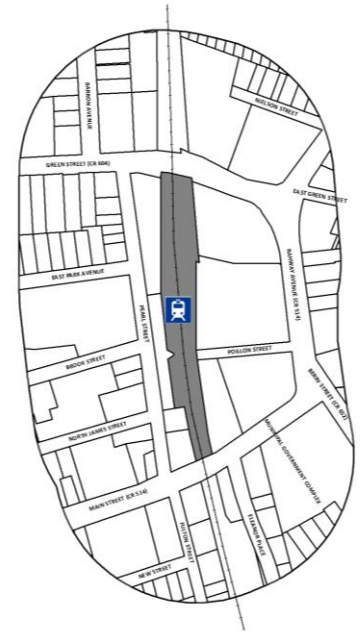 BARRON AVENUE
NIELSON STREET
GREEN STREET (CR 604)
EAST GREEN STREET
EAST PARK AVENUE
PEARL STREET
RAHWAY AVENUE (CR 514)
BROOK STREET
POILLON STREET
BERRY STREET (CR 652)
NORTH JAMES STREET
MUNICIPAL GOVERNMENT COMPLEX
MAIN STREET (CR 514)
FULTON STREET
ELEANOR PLACE
NEW STREET